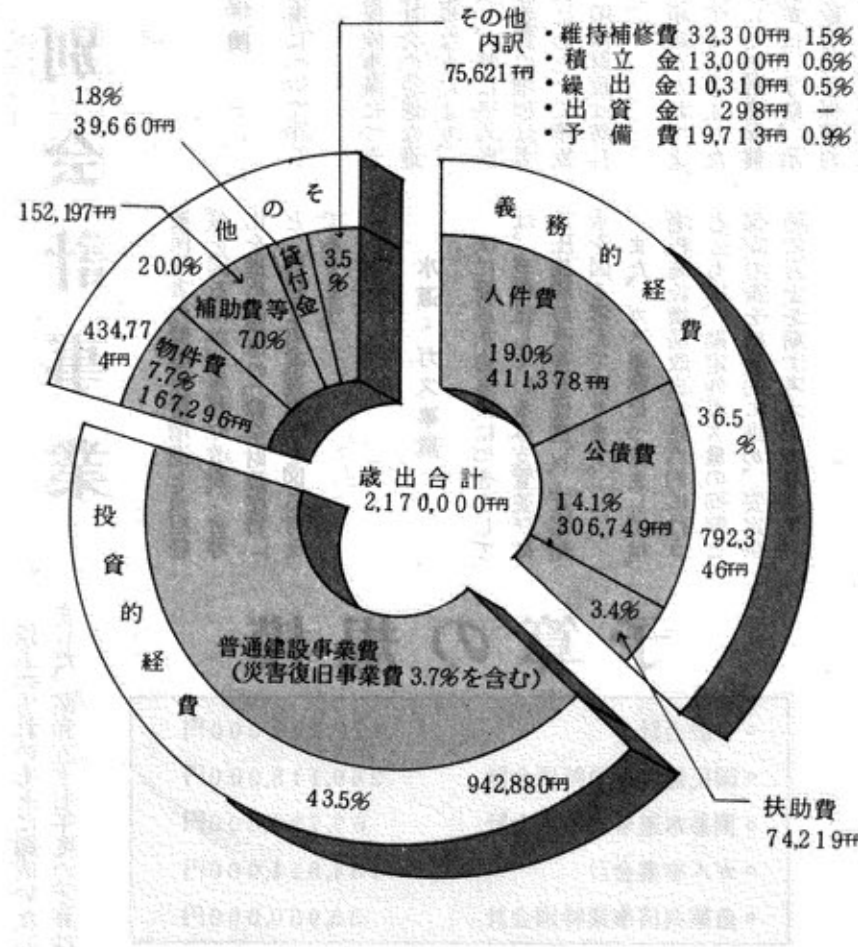 その他
内訳
75,621千円
・維持補修費 32,300千円 1.5%
・積立金 13,000千円 0.6%
・繰出金 10,310千円 0.5%
・出資金 298千円 ―
・予備費 19,713千円 0.9%
1.8%
39,660千円
152,197千円
その他
20.0%
434,77
4千円
3.5
%
貸付金
補助費等
7.0%
物件費
7.7%
167,296千円
義務的経費
人件費
19.0%
411,378千円
36.5
%
公債費
14.1%
306,749千円
792,3
46千円
3.4%
扶助費
74,219千円
歳出合計
2,170,000千円
投資的経費
普通建設事業費
(災害復旧事業費3.7%を含む)
43.5%
942,880千円